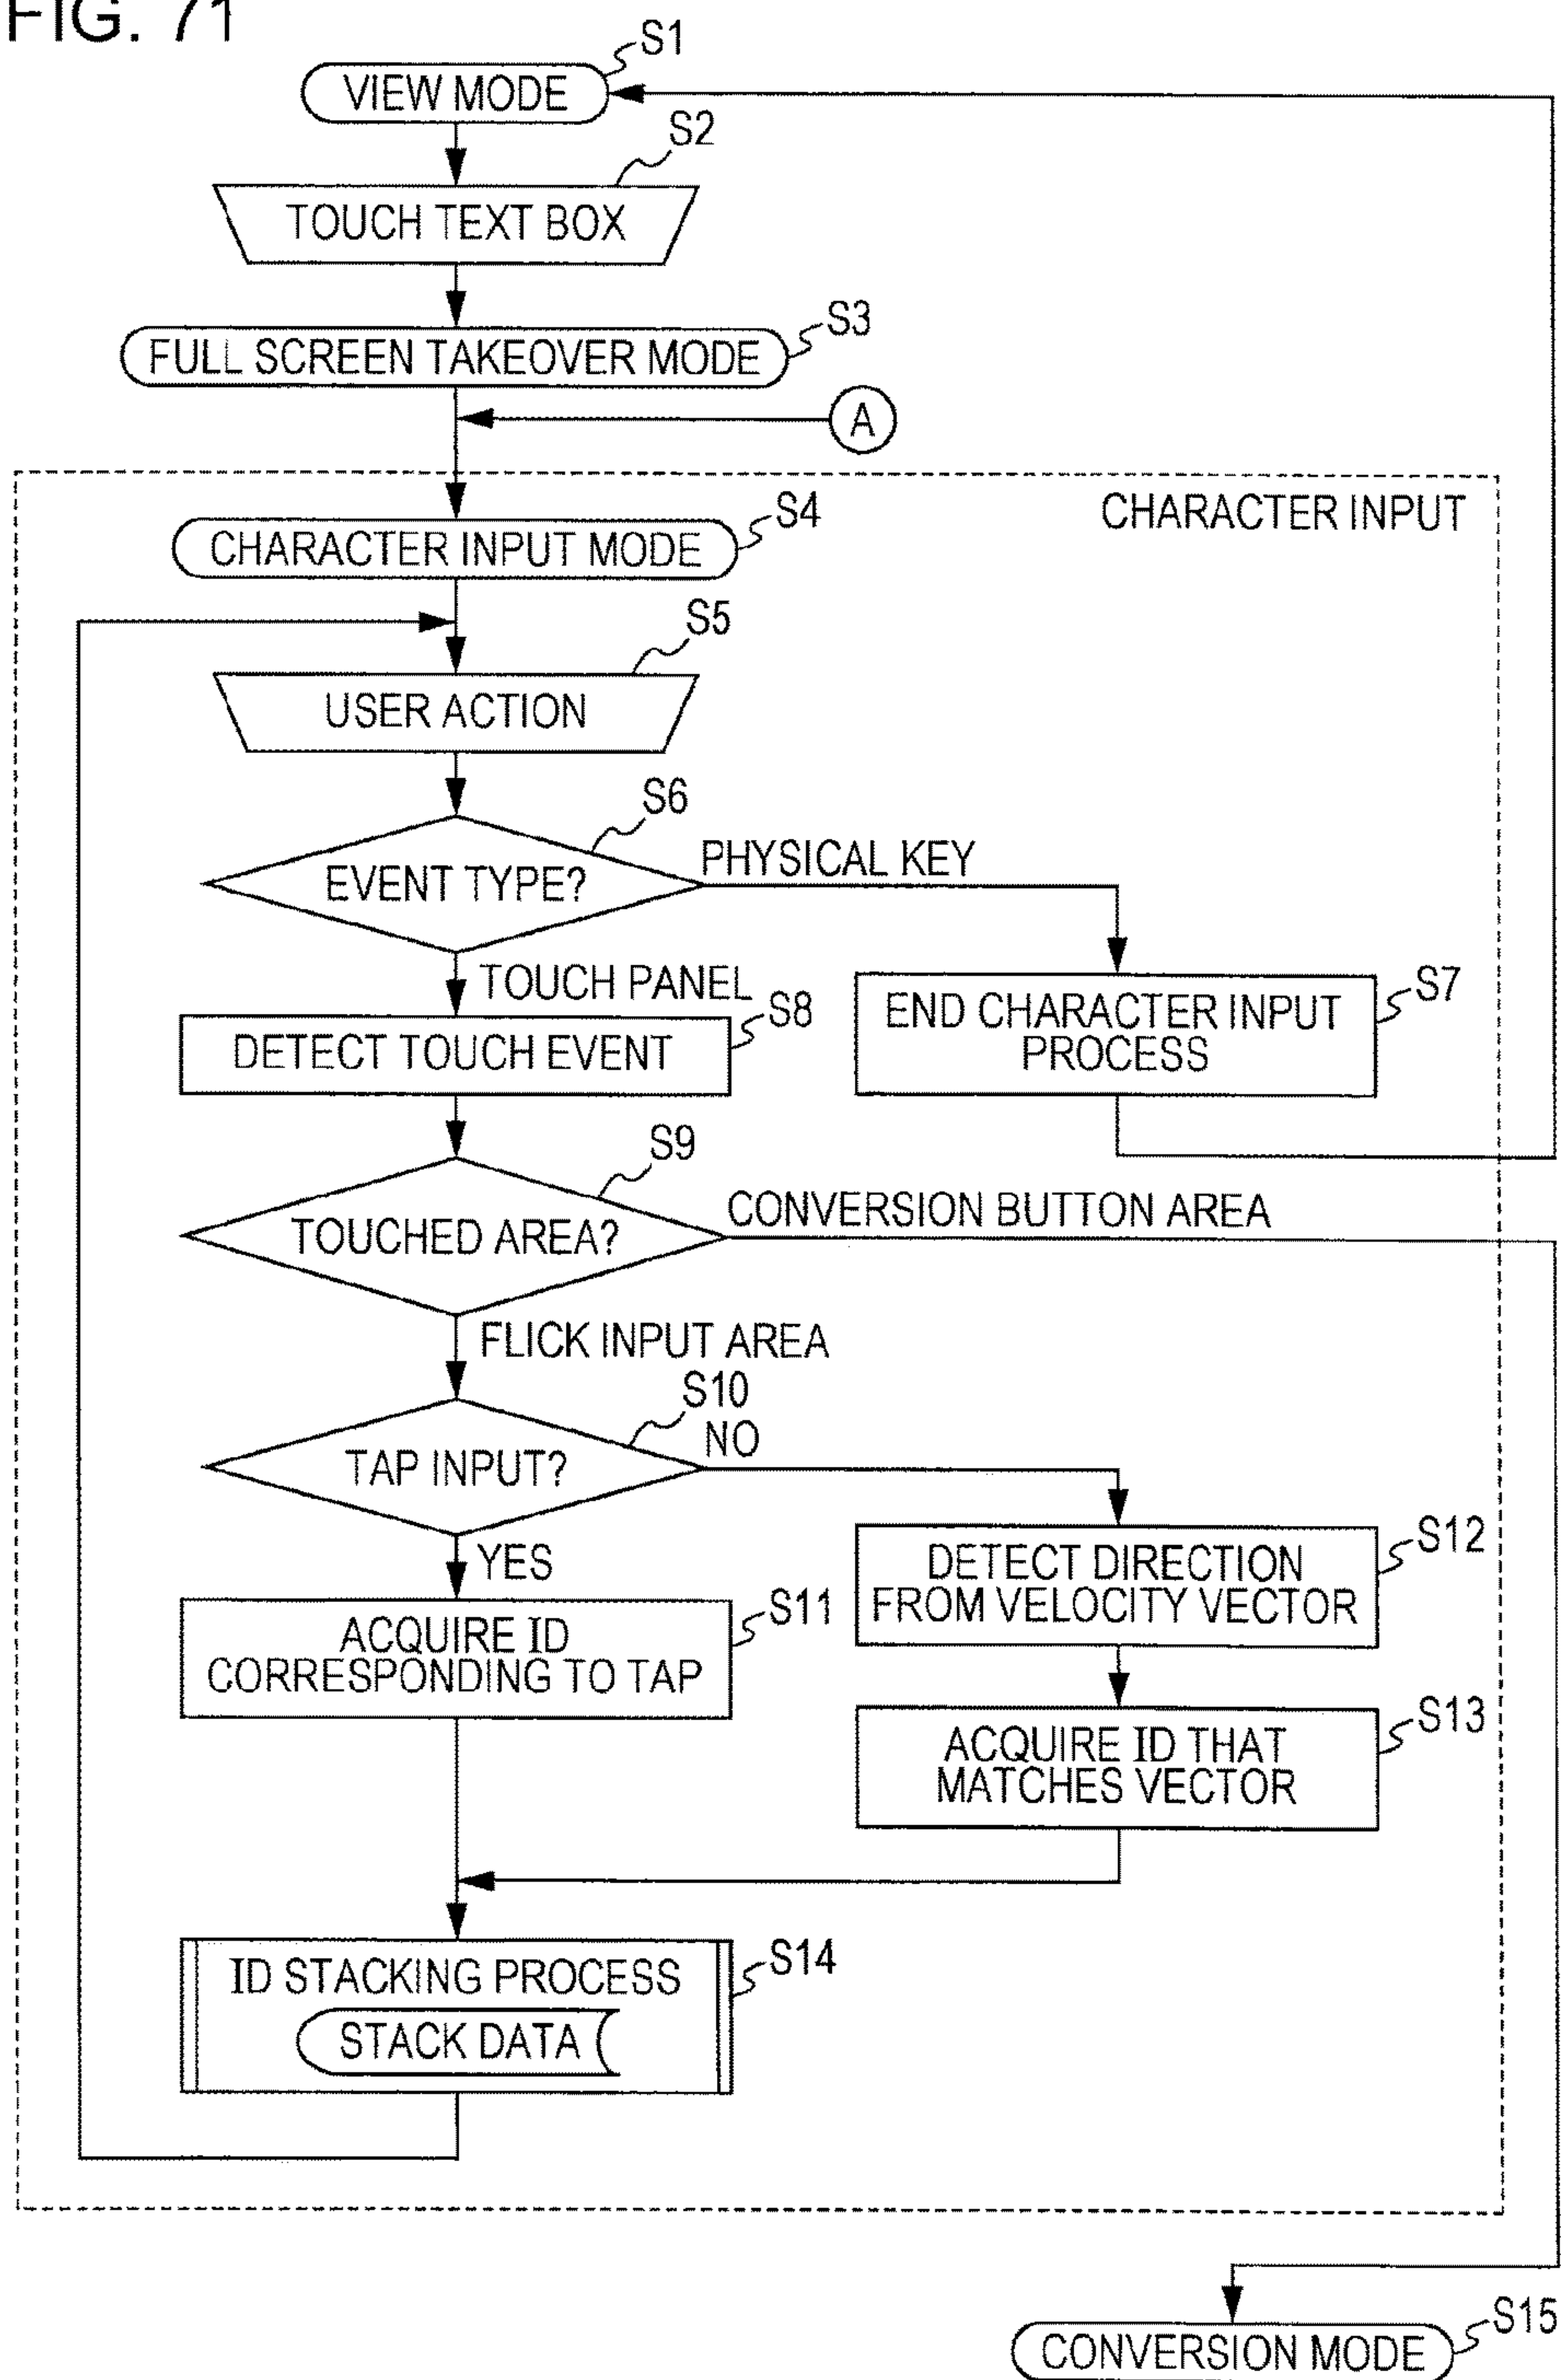 FIG. 71
S1
VIEW MODE
S2
TOUCH TEXT BOX
S3
FULL SCREEN TAKEOVER MODE
A
CHARACTER INPUT
S4
CHARACTER INPUT MODE
S5
USER ACTION
S6
EVENT TYPE?
PHYSICAL KEY
TOUCH PANEL
S7
END CHARACTER INPUT
PROCESS
S8
DETECT TOUCH EVENT
S9
TOUCHED AREA?
CONVERSION BUTTON AREA
FLICK INPUT AREA
S10
TAP INPUT?
NO
YES
S12
DETECT DIRECTION
FROM VELOCITY VECTOR
S11
ACQUIRE ID
CORRESPONDING TO TAP
S13
ACQUIRE ID THAT
MATCHES VECTOR
S14
ID STACKING PROCESS
STACK DATA
S15
CONVERSION MODE